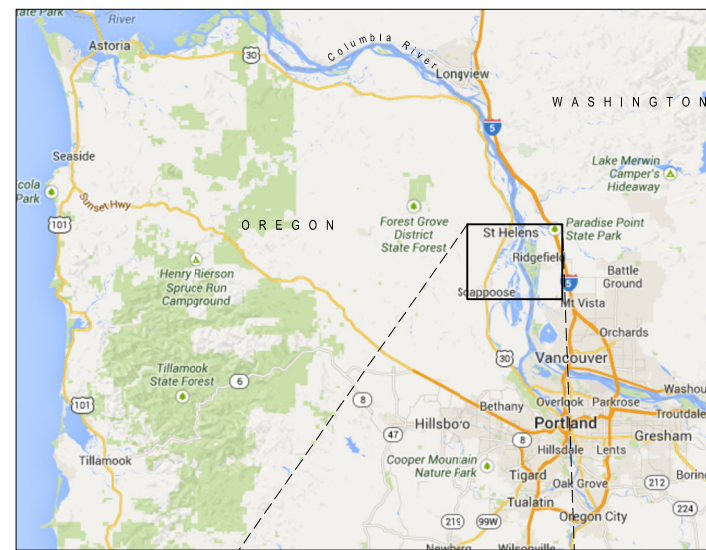 State Park
River
Astoria
30
Columbia River
Longview
WASHINGTON
5
Seaside
Lake Merwin
Camper's
Hideaway
cola
Park
Sunset Hwy
101
OREGON
Forest Grove
District
State Forest
St Helens
Paradise Point
State Park
Ridgefield
Henry Rierson
Spruce Run
Campground
Battle
Ground
5
Scappoose
Mt Vista
Orchards
30
Vancouver
Tillamook
State Forest
6
8
101
Bethany
Overlook
Parkrose
Washou
Troutdale
47
Hillsboro
8
Portland
Gresham
Hillsdale
Lents
Tillamook
Cooper Mountain
Nature Park
Tigard
Oak Grove
212
Boring
Tualatin
219
99W
Oregon City
224
Newberg
Wilsonville